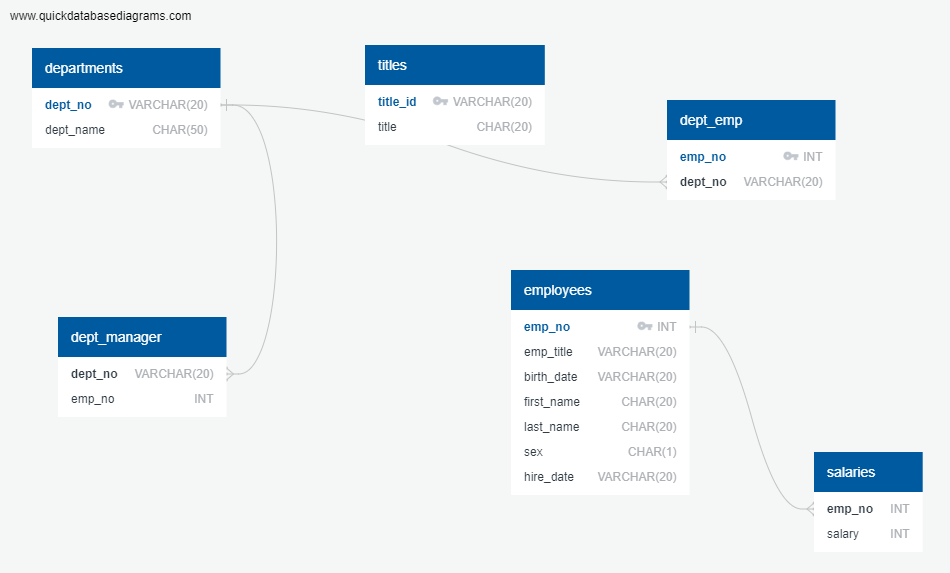 www.quickdatabasediagrams.com
departments
dept_no VARCHAR(20)
dept_name CHAR(50)
titles
title_id VARCHAR(20)
title CHAR(20)
dept_emp
emp_no INT
dept_no VARCHAR(20)
employees
emp_no INT
emp_title VARCHAR(20)
birth_date VARCHAR(20)
first_name CHAR(20)
last_name CHAR(20)
sex CHAR(1)
hire_date VARCHAR(20)
dept_manager
dept_no VARCHAR(20)
emp_no INT
salaries
emp_no INT
salary INT